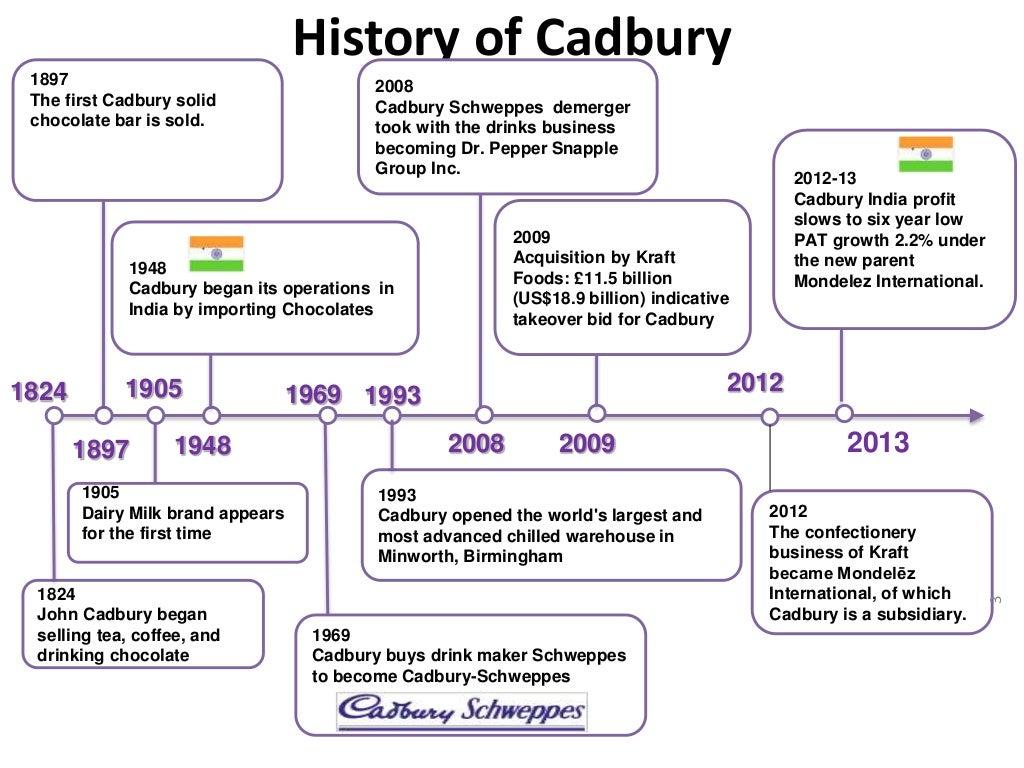 History of Cadbury
1897
The first Cadbury solid
chocolate bar is sold.
2008
Cadbury Schweppes demerger
took with the drinks business
becoming Dr. Pepper Snapple
Group Inc.
2012-13
Cadbury India profit
slows to six year low
PAT growth 2.2% under
the new parent
Mondelez International.
1948
Cadbury began its operations in
India by importing Chocolates
2009
Acquisition by Kraft
Foods: £11.5 billion
(US$18.9 billion) indicative
takeover bid for Cadbury
1824
1905
1969
1993
2012
1897
1948
2008
2009
2013
1905
Dairy Milk brand appears
for the first time
1993
Cadbury opened the world's largest and
most advanced chilled warehouse in
Minworth, Birmingham
2012
The confectionery
business of Kraft
became Mondelēz
International, of which
Cadbury is a subsidiary.
3
1824
John Cadbury began
selling tea, coffee, and
drinking chocolate
1969
Cadbury buys drink maker Schweppes
to become Cadbury-Schweppes
Cadbury Schweppes